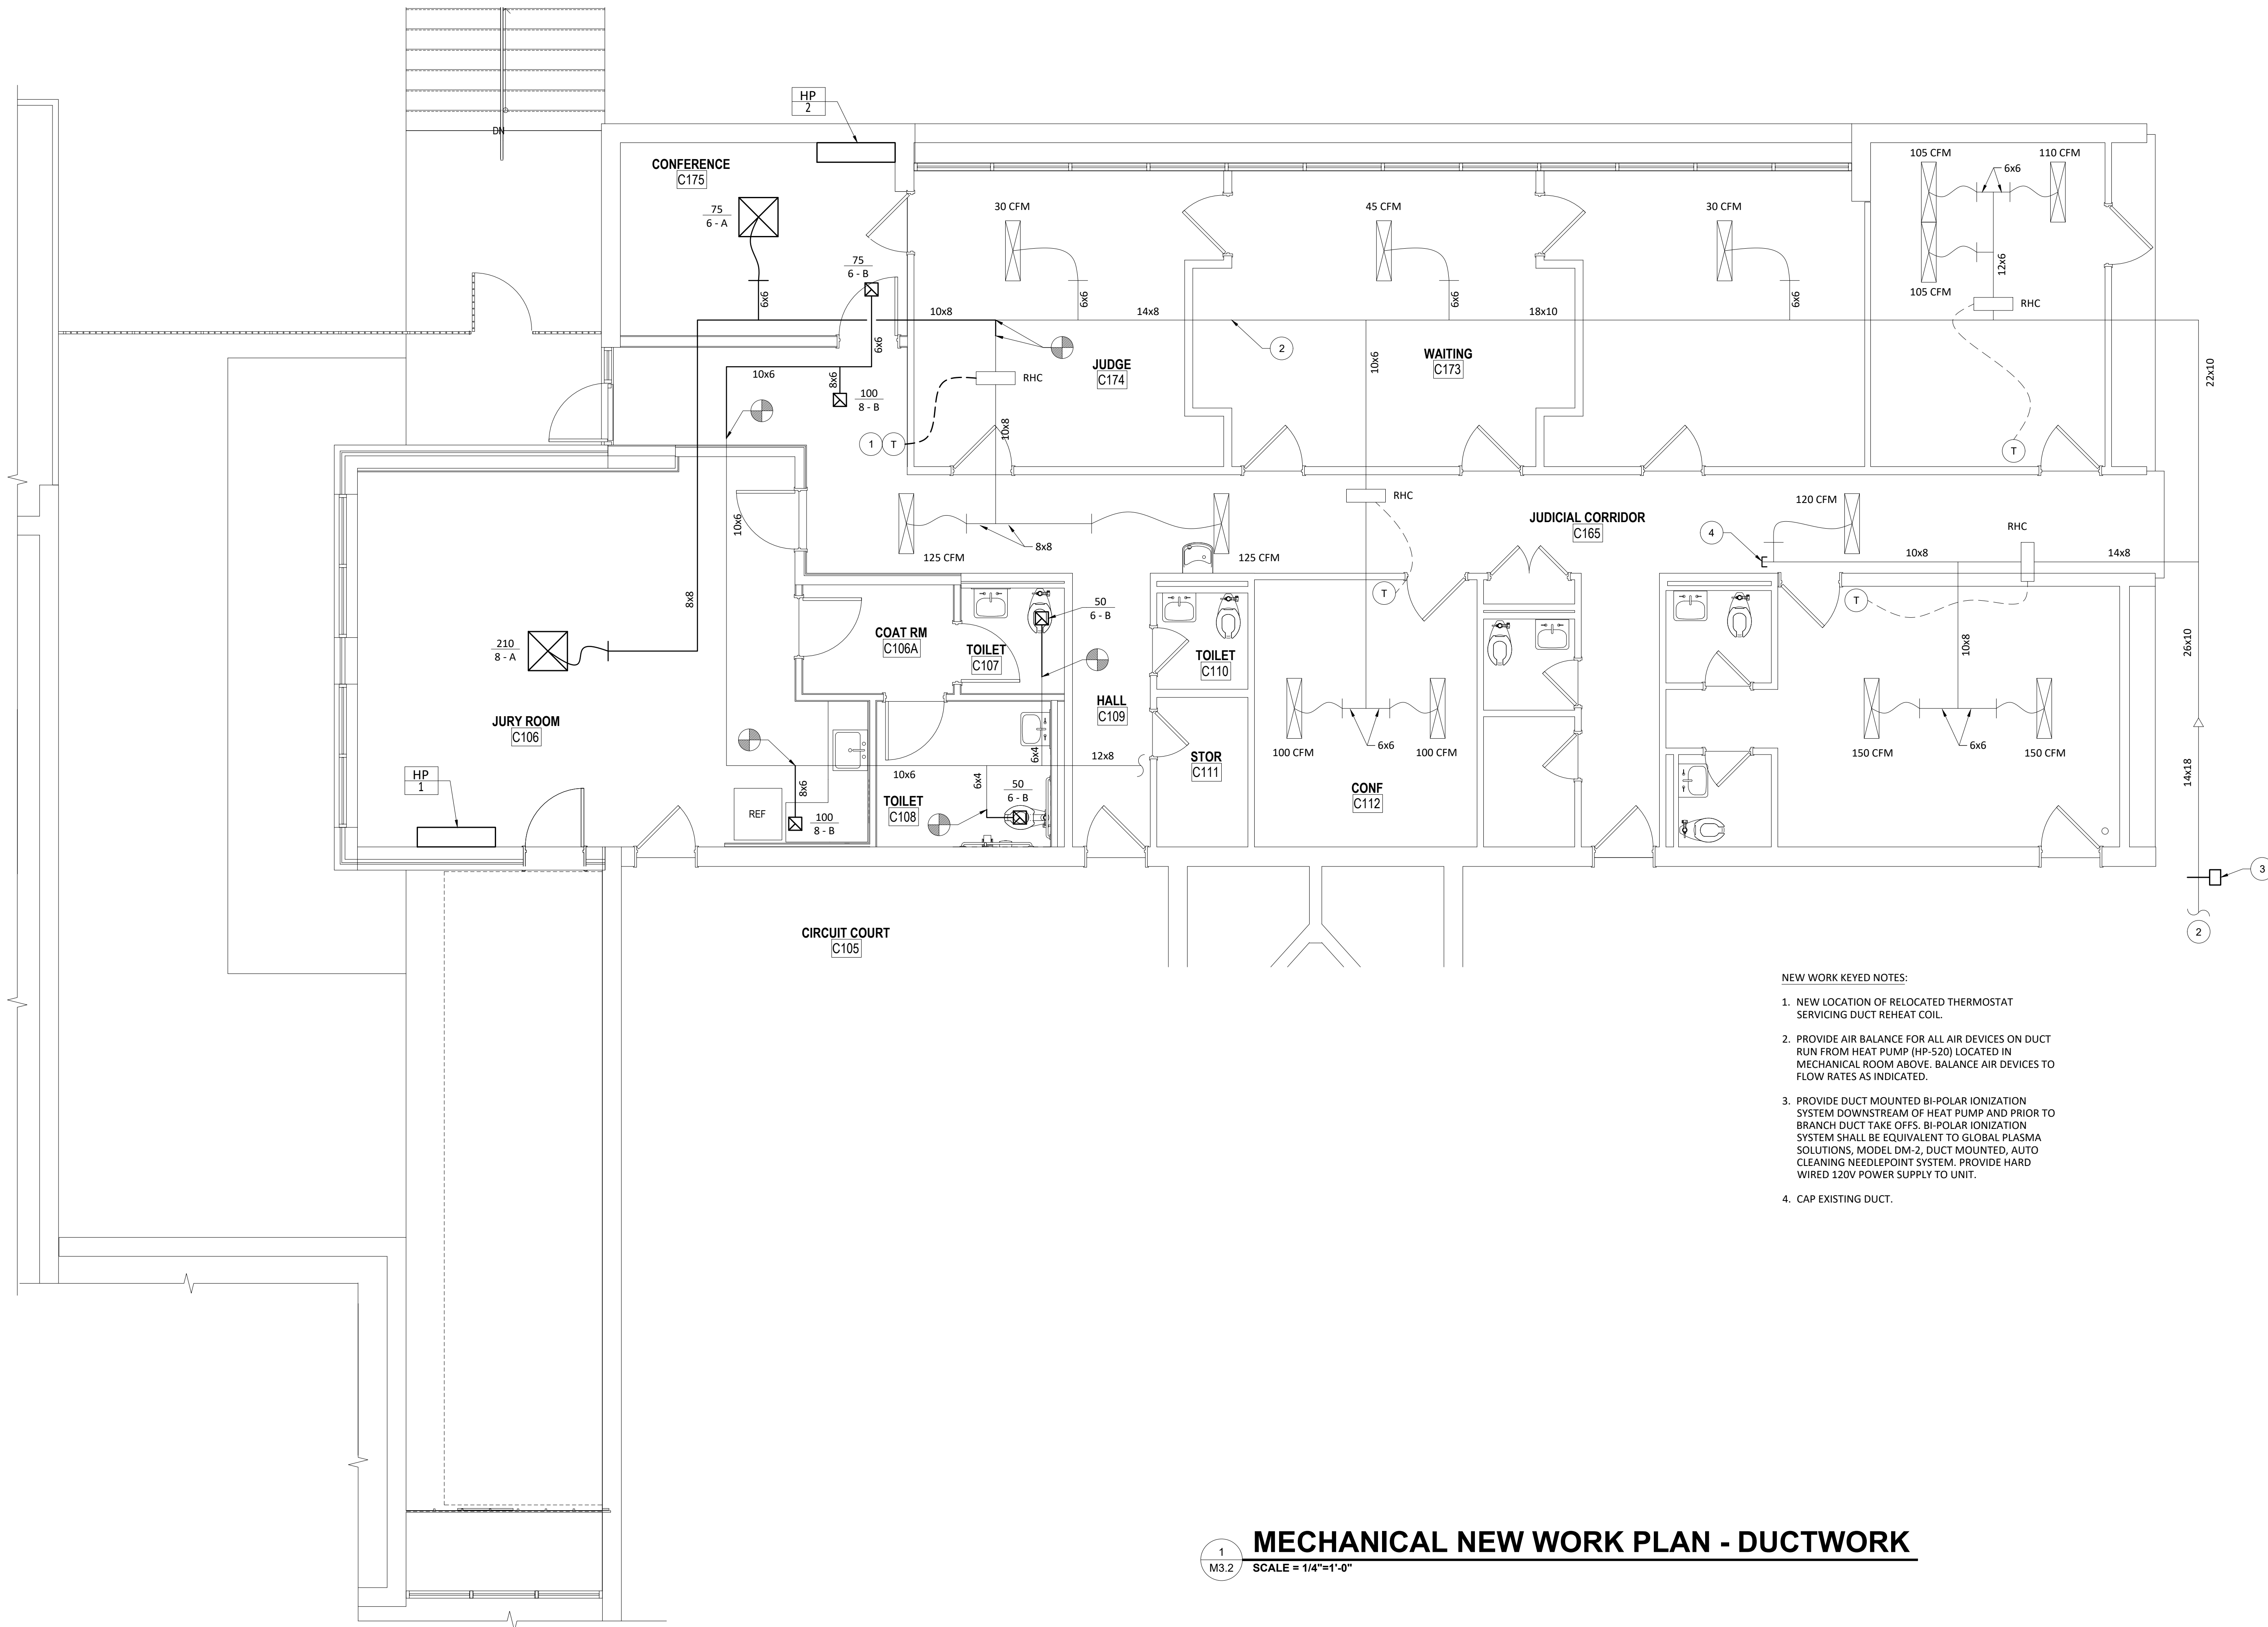 DN
HP
2
CONFERENCE
C175
75
6 - A
75
6 - B
6x6
6x6
10x8
10x6
8x6
100
8 - B
30 CFM
6x6
14x8
JUDGE
C174
RHC
10x8
1
T
2
45 CFM
6x6
WAITING
C173
10x6
18x10
30 CFM
6x6
105 CFM
110 CFM
6x6
105 CFM
12x6
RHC
T
22x10
10x6
8x8
125 CFM
8x8
125 CFM
RHC
T
JUDICIAL CORRIDOR
C165
120 CFM
4
RHC
10x8
14x8
T
210
8 - A
COAT RM
C106A
TOILET
C107
50
6 - B
TOILET
C110
HALL
C109
JURY ROOM
C106
HP
1
REF
8x6
100
8 - B
10x6
TOILET
C108
6x4
50
6 - B
6x4
12x8
STOR
C111
100 CFM
6x6
100 CFM
CONF
C112
10x8
150 CFM
6x6
150 CFM
26x10
14x18
3
2
CIRCUIT COURT
C105
NEW WORK KEYED NOTES:
1. NEW LOCATION OF RELOCATED THERMOSTAT
SERVICING DUCT REHEAT COIL.
2. PROVIDE AIR BALANCE FOR ALL AIR DEVICES ON DUCT
RUN FROM HEAT PUMP (HP-520) LOCATED IN
MECHANICAL ROOM ABOVE. BALANCE AIR DEVICES TO
FLOW RATES AS INDICATED.
3. PROVIDE DUCT MOUNTED BI-POLAR IONIZATION
SYSTEM DOWNSTREAM OF HEAT PUMP AND PRIOR TO
BRANCH DUCT TAKE OFFS. BI-POLAR IONIZATION
SYSTEM SHALL BE EQUIVALENT TO GLOBAL PLASMA
SOLUTIONS, MODEL DM-2, DUCT MOUNTED, AUTO
CLEANING NEEDLEPOINT SYSTEM. PROVIDE HARD
WIRED 120V POWER SUPPLY TO UNIT.
4. CAP EXISTING DUCT.
1
M3.2
MECHANICAL NEW WORK PLAN - DUCTWORK
SCALE = 1/4"=1'-0"